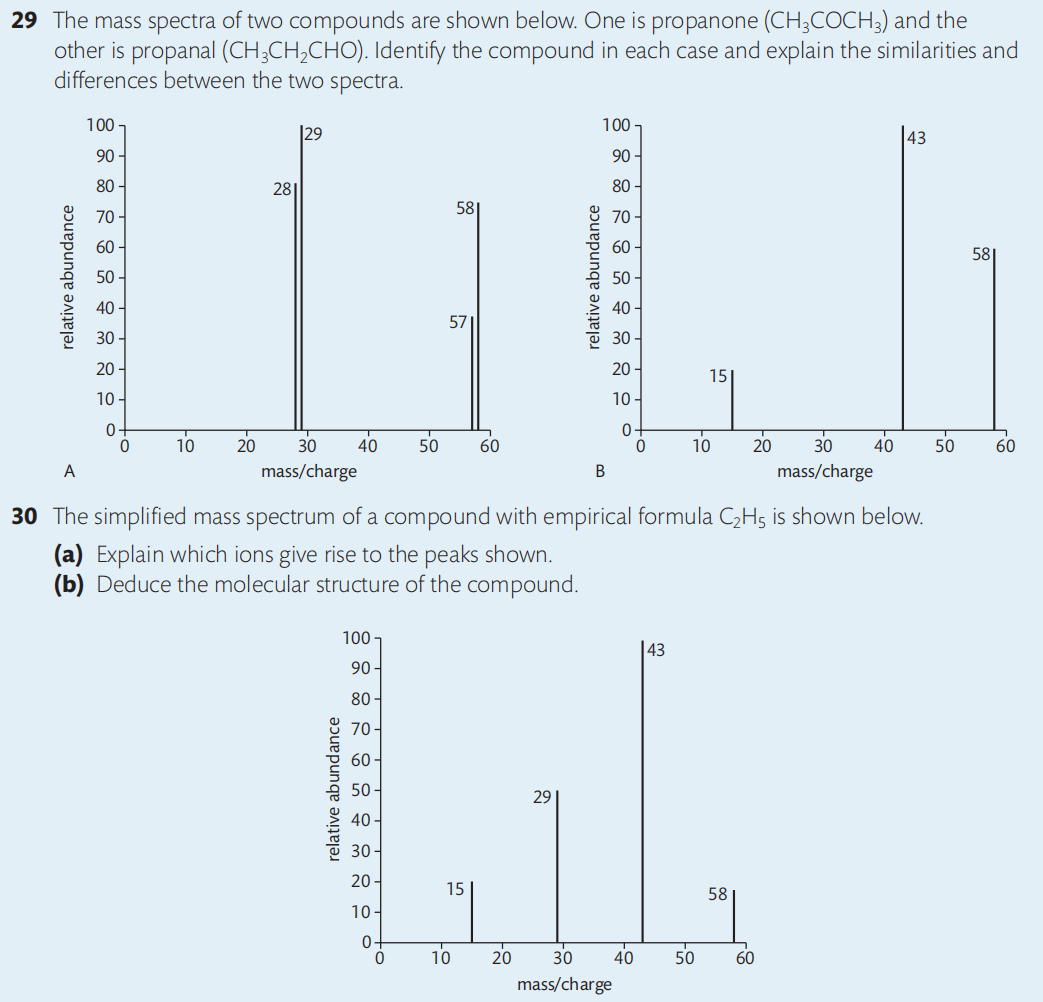 29 The mass spectra of two compounds are shown below. One is propanone (CH₃COCH₃) and the
other is propanal (CH₃CH₂CHO). Identify the compound in each case and explain the similarities and
differences between the two spectra.
100
90
80
70
60
50
40
30
20
10
0
relative abundance
28
29
57
58
0 10 20 30 40 50 60
A mass/charge
100
90
80
70
60
50
40
30
20
10
0
relative abundance
15
43
58
0 10 20 30 40 50 60
B mass/charge
30 The simplified mass spectrum of a compound with empirical formula C₂H₅ is shown below.
(a) Explain which ions give rise to the peaks shown.
(b) Deduce the molecular structure of the compound.
100
90
80
70
60
50
40
30
20
10
0
relative abundance
15
29
43
58
0 10 20 30 40 50 60
mass/charge